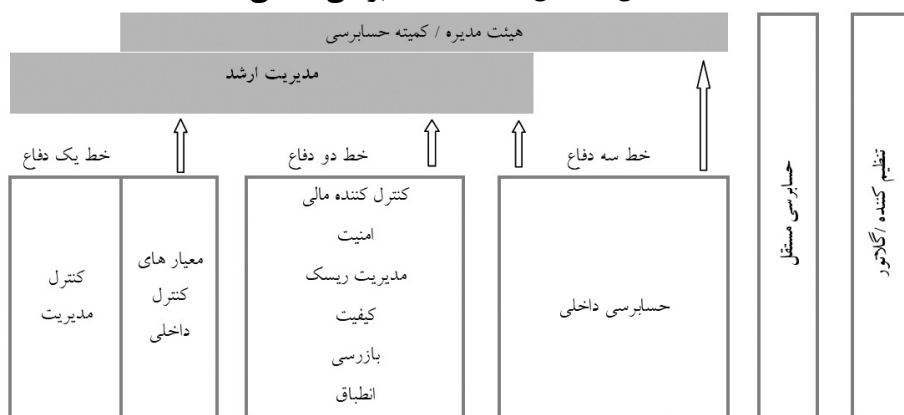 هیئت مدیره / کمیته حسابرسی
مدیریت ارشد
خط یک دفاع
خط دو دفاع
خط سه دفاع
کنترل مدیریت
معیار های
کنترل
داخلی
کنترل کننده مالی
امنیت
مدیریت ریسک
کیفیت
بازرسی
انطباق
حسابرسی داخلی
حسابرسی مستقل
تنظیم کننده /گلاتور